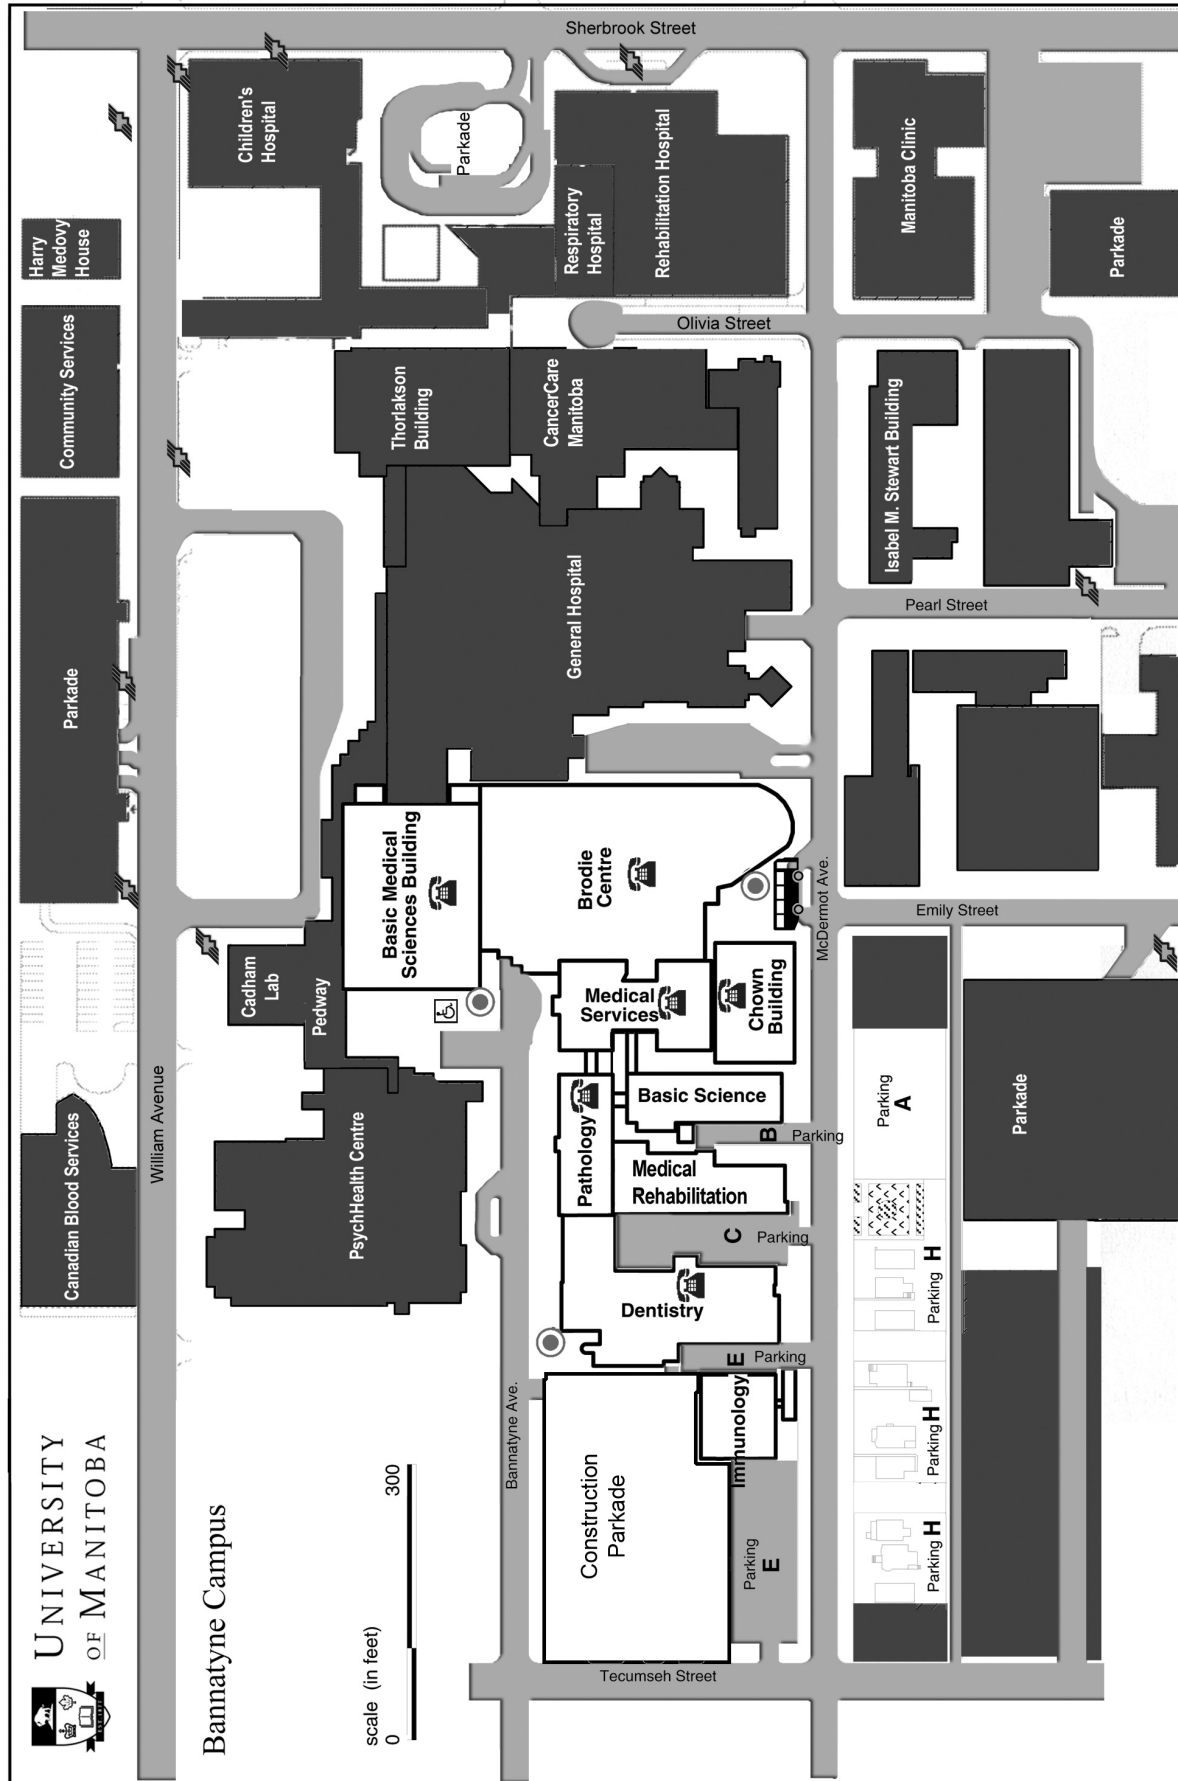 Sherbrook Street
Children's
Hospital
Parkade
Respiratory
Hospital
Rehabilitation Hospital
Manitoba Clinic
Parkade
Harry
Medovy
House
Community Services
Olivia Street
Thorlakson
Building
CancerCare
Manitoba
Isabel M. Stewart Building
Parkade
General Hospital
Pearl Street
Basic Medical
Sciences Building
Brodie
Centre
McDermot Ave.
Emily Street
Cadham
Lab
Pedway
Medical
Services
Chown
Building
Canadian Blood Services
William Avenue
PsychHealth Centre
Pathology
Basic Science
B
Parking
Parking
A
Parkade
Medical
Rehabilitation
C
Parking
Dentistry
Parking H
E
Parking
Bannatyne Ave.
Immunology
Parking H
Construction
Parkade
Parking
E
Parking H
Tecumseh Street
UNIVERSITY
OF MANITOBA
Bannatyne Campus
scale (in feet)
0
300